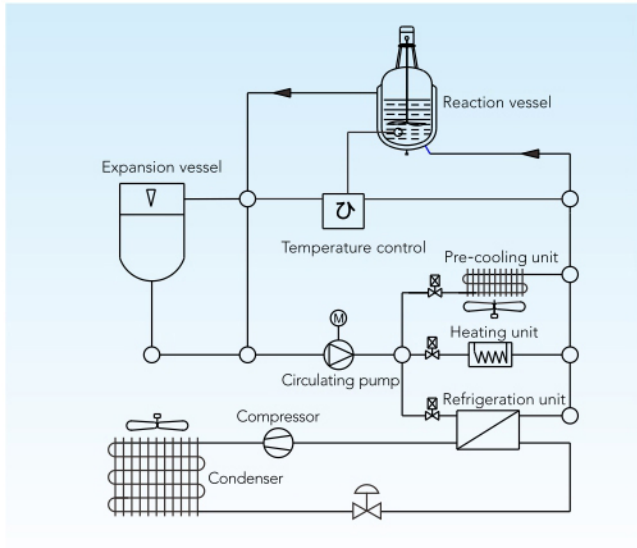 Reaction vessel
Expansion vessel
Temperature control
Pre-cooling unit
M
Heating unit
Circulating pump
Refrigeration unit
Compressor
Condenser